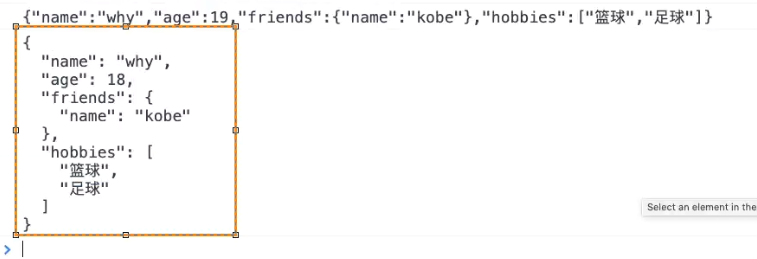 {"name":"why","age":19,"friends":{"name":"kobe"},"hobbies":["篮球","足球"]}
{
  "name": "why",
  "age": 18,
  "friends": {
    "name": "kobe"
  },
  "hobbies": [
    "篮球",
    "足球"
  ]
}
Select an element in the
>